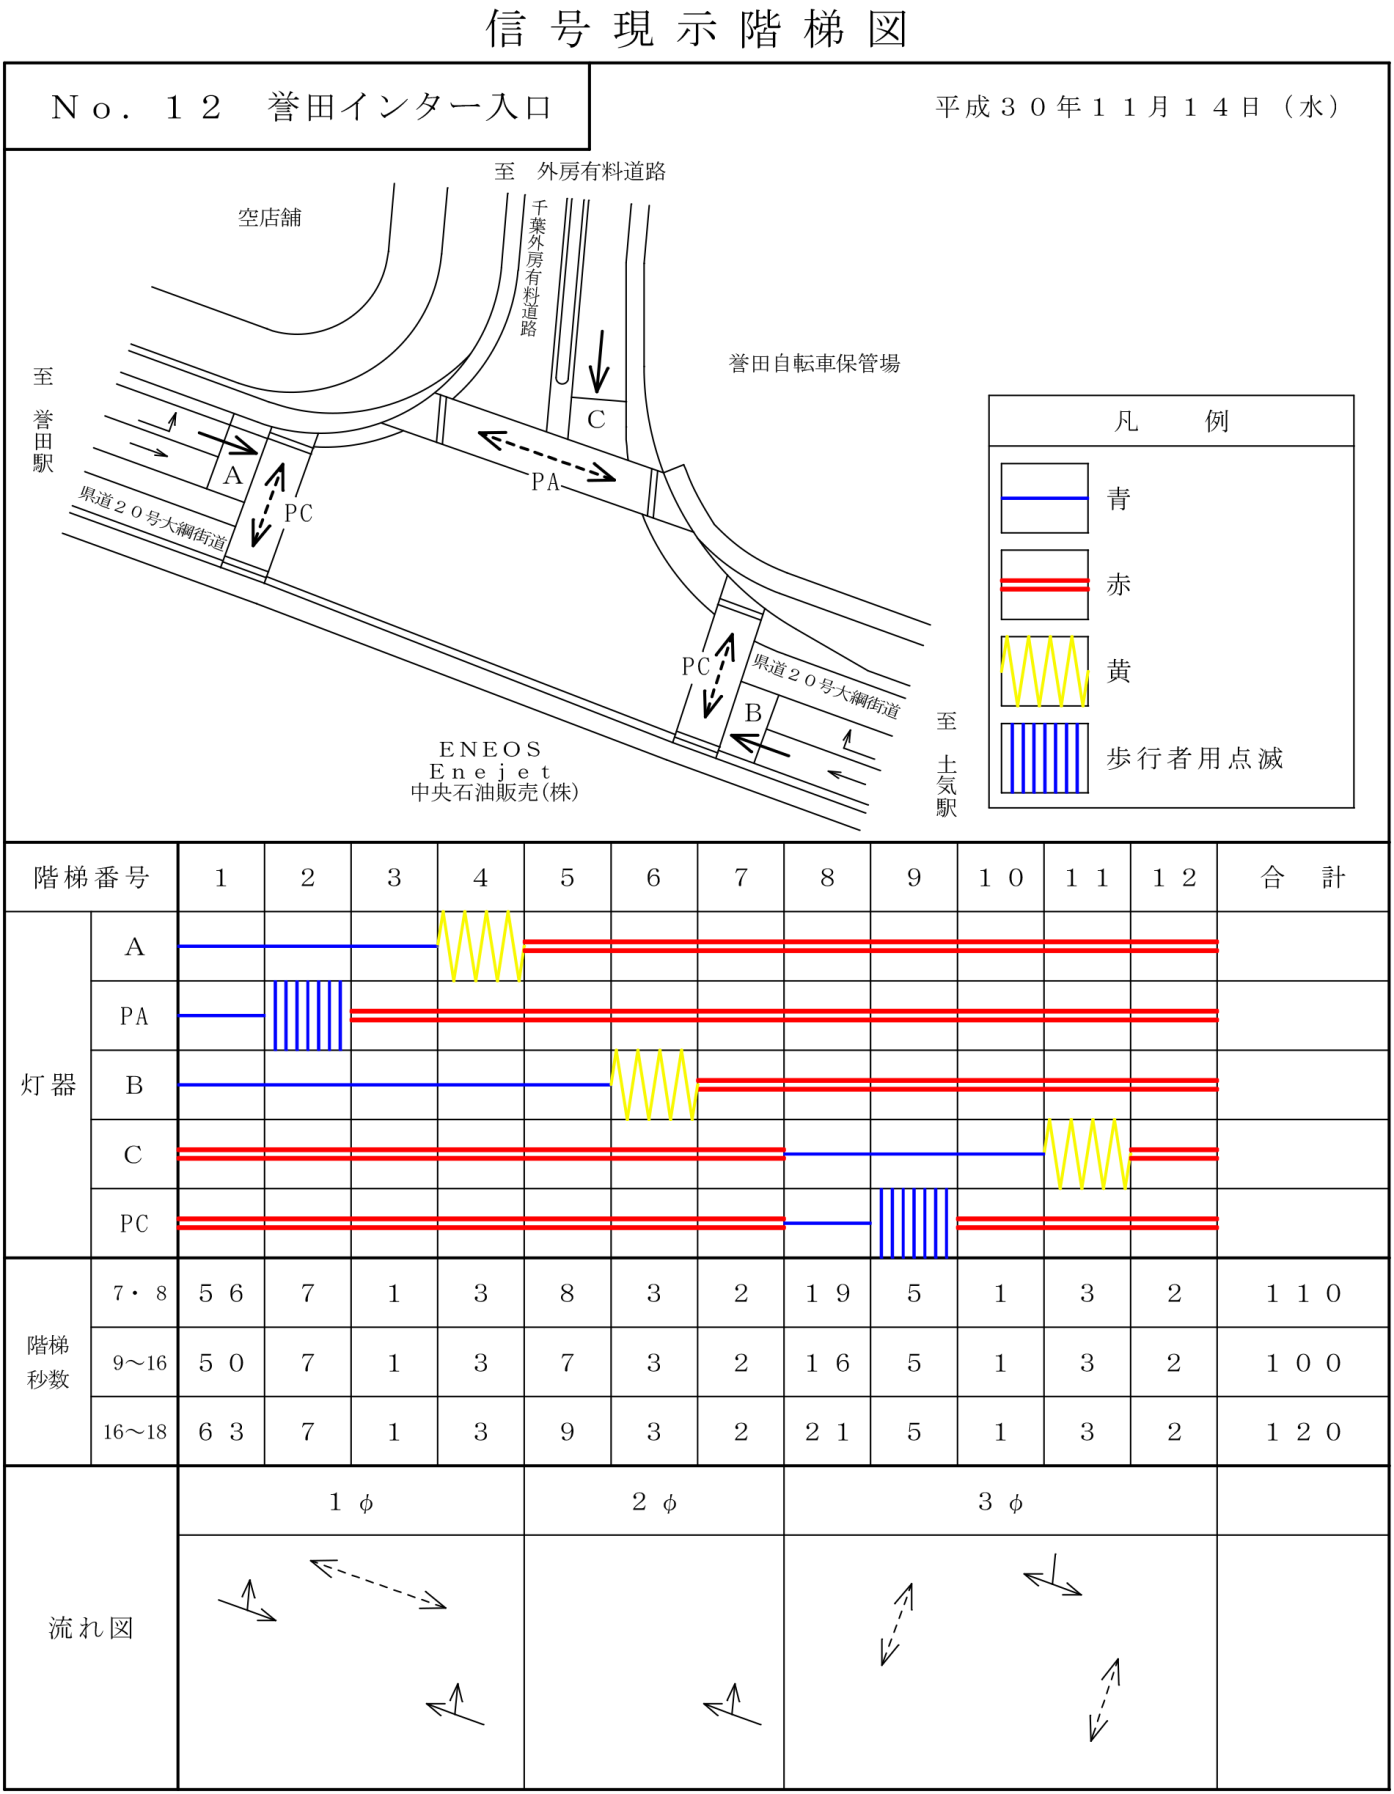 信号現示階梯図
Ｎｏ．１２　誉田インター入口
平成３０年１１月１４日（水）
至　外房有料道路
空店舗
千葉外房有料道路
誉田自転車保管場
至　誉田駅
C
A
PA
PC
県道２０号大綱街道
PC
県道２０号大綱街道
B
至　土気駅
ＥＮＥＯＳ
Ｅｎｅｊｅｔ
中央石油販売(株)
凡　例
青
赤
黄
歩行者用点滅
階梯番号 1 2 3 4 5 6 7 8 9 10 11 12 合　計
灯器
A
PA
B
C
PC
階梯秒数
7・8 56 7 1 3 8 3 2 19 5 1 3 2 110
9～16 50 7 1 3 7 3 2 16 5 1 3 2 100
16～18 63 7 1 3 9 3 2 21 5 1 3 2 120
1φ 2φ 3φ
流れ図